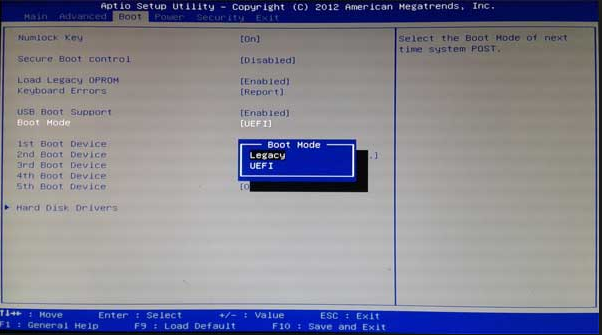 Aptio Setup Utility - Copyright (C) 2012 American Megatrends, Inc.
Main Advanced Boot Power Security Exit
Numlock Key [On]
Select the Boot Mode of next
time system POST.
Secure Boot control [Disabled]
Load Legacy OPROM [Enabled]
Keyboard Errors [Report]
USB Boot Support [Enabled]
Boot Mode [UEFI]
1st Boot Device
2nd Boot Device .]
3rd Boot Device
4th Boot Device
5th Boot Device [O
Boot Mode
Legacy
UEFI
Hard Disk Drivers
↑↓→← : Move Enter : Select +/- : Value ESC : Exit
F1 : General Help F9 : Load Default F10 : Save and Exit